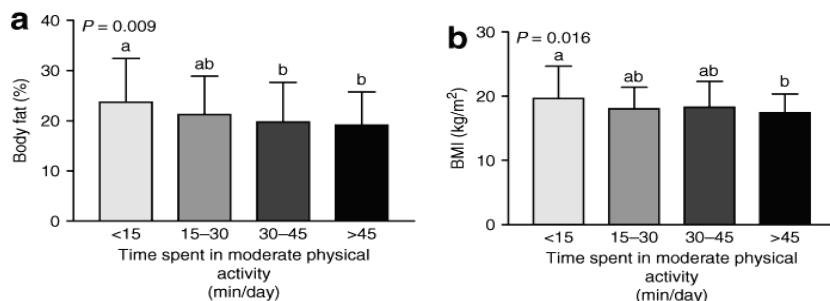 a
P = 0.009
40
30
20
10
0
Body fat (%)
a
ab
b
b
<15
15–30
30–45
>45
Time spent in moderate physical
activity
(min/day)
b
P = 0.016
30
20
10
0
BMI (kg/m²)
a
ab
ab
b
<15
15–30
30–45
>45
Time spent in moderate physical
activity
(min/day)